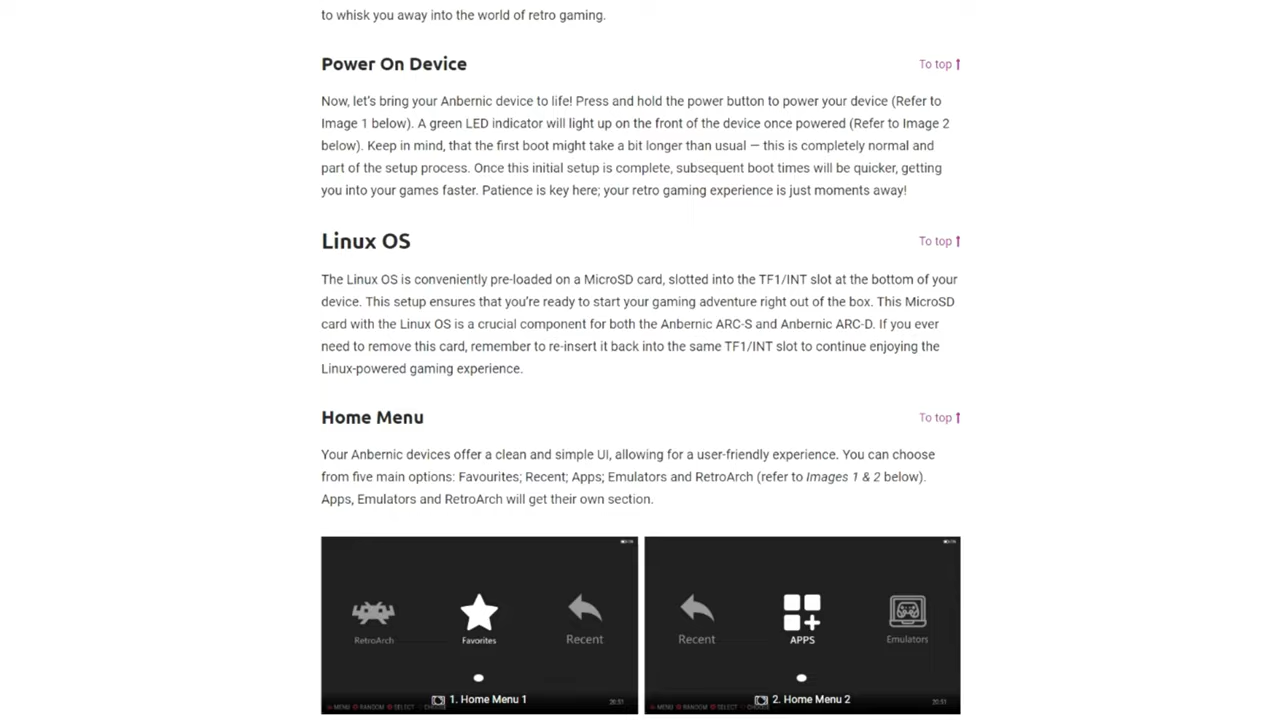 to whisk you away into the world of retro gaming.
Power On Device
To top
Now, let's bring your Anbernic device to life! Press and hold the power button to power your device (Refer to
Image 1 below). A green LED indicator will light up on the front of the device once powered (Refer to Image 2
below). Keep in mind, that the first boot might take a bit longer than usual — this is completely normal and
part of the setup process. Once this initial setup is complete, subsequent boot times will be quicker, getting
you into your games faster. Patience is key here; your retro gaming experience is just moments away!
Linux OS
To top
The Linux OS is conveniently pre-loaded on a MicroSD card, slotted into the TF1/INT slot at the bottom of your
device. This setup ensures that you're ready to start your gaming adventure right out of the box. This MicroSD
card with the Linux OS is a crucial component for both the Anbernic ARC-S and Anbernic ARC-D. If you ever
need to remove this card, remember to re-insert it back into the same TF1/INT slot to continue enjoying the
Linux-powered gaming experience.
Home Menu
To top
Your Anbernic devices offer a clean and simple UI, allowing for a user-friendly experience. You can choose
from five main options: Favourites; Recent; Apps; Emulators and RetroArch (refer to Images 1 & 2 below).
Apps, Emulators and RetroArch will get their own section.
RetroArch
Favorites
Recent
1. Home Menu 1
MENU RANDOM SELECT
20:51
Recent
APPS
Emulators
2. Home Menu 2
MENU RANDOM SELECT
20:51